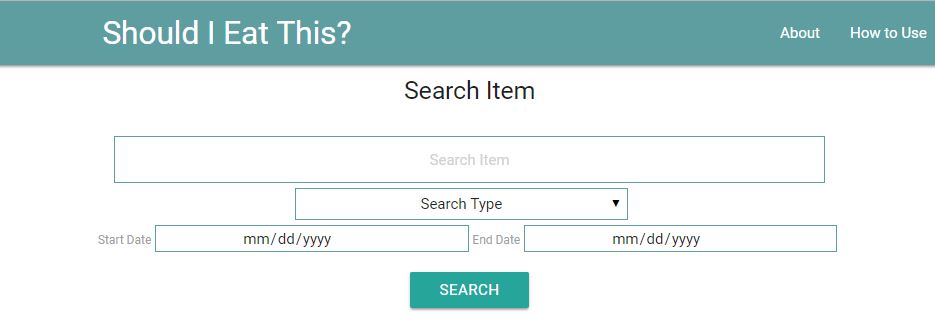 Should I Eat This? About How to Use
Search Item
Search Item
Search Type
Start Date mm/dd/yyyy End Date mm/dd/yyyy
SEARCH